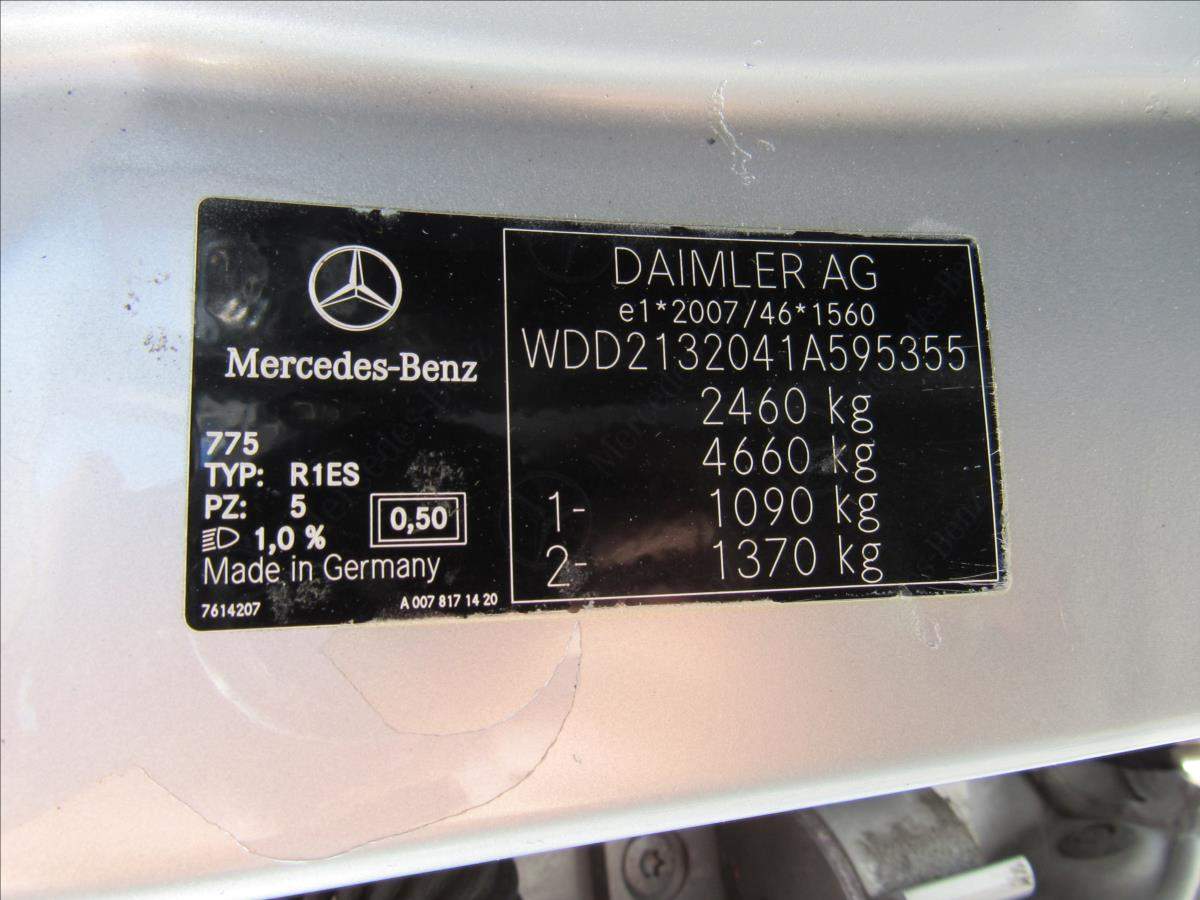 Mercedes-Benz
775
TYP: R1ES
PZ: 5
1,0 %
0,50
Made in Germany
7614207
A 007 817 14 20
DAIMLER AG
e1*2007/46*1560
WDD2132041A595355
2460 kg
4660 kg
1- 1090 kg
2- 1370 kg